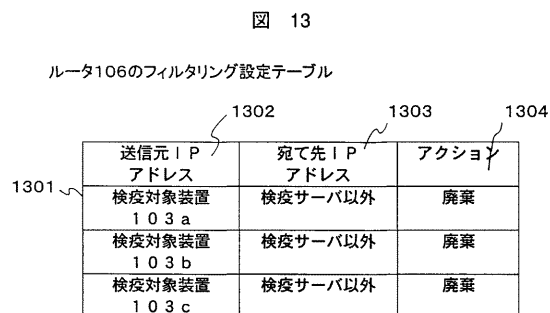 図 13
ルータ106のフィルタリング設定テーブル
1302
1303
1304
1301
送信元IP
アドレス
宛て先IP
アドレス
アクション
検疫対象装置
103a
検疫サーバ以外
廃棄
検疫対象装置
103b
検疫サーバ以外
廃棄
検疫対象装置
103c
検疫サーバ以外
廃棄